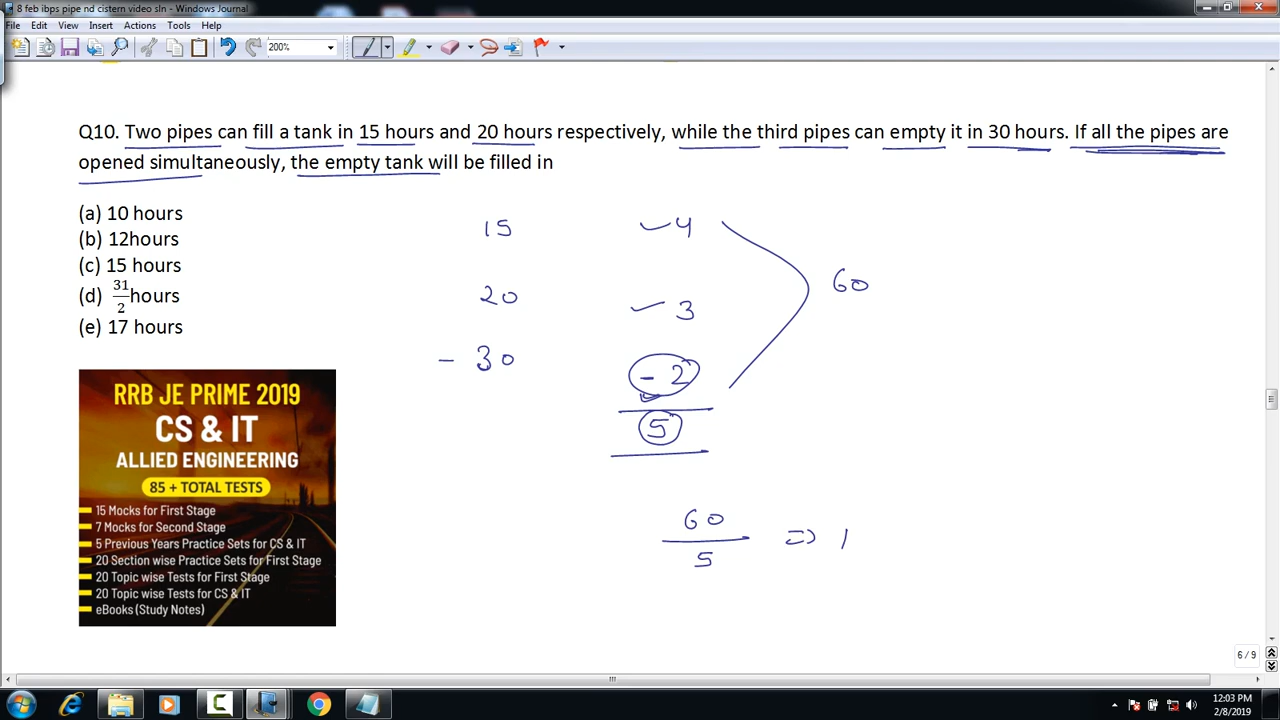 8 feb ibps pipe nd cistern video sln - Windows Journal
File Edit View Insert Actions Tools Help
200%
Q10. Two pipes can fill a tank in 15 hours and 20 hours respectively, while the third pipes can empty it in 30 hours. If all the pipes are
opened simultaneously, the empty tank will be filled in
(a) 10 hours
(b) 12hours
(c) 15 hours
(d) 31/2 hours
(e) 17 hours
15 4
20 3 60
- 30 - 2
5
60/5 => 1
RRB JE PRIME 2019
CS & IT
ALLIED ENGINEERING
85 + TOTAL TESTS
15 Mocks for First Stage
7 Mocks for Second Stage
5 Previous Years Practice Sets for CS & IT
20 Section wise Practice Sets for First Stage
20 Topic wise Tests for First Stage
20 Topic wise Tests for CS & IT
eBooks (Study Notes)
6 / 9
12:03 PM
2/8/2019